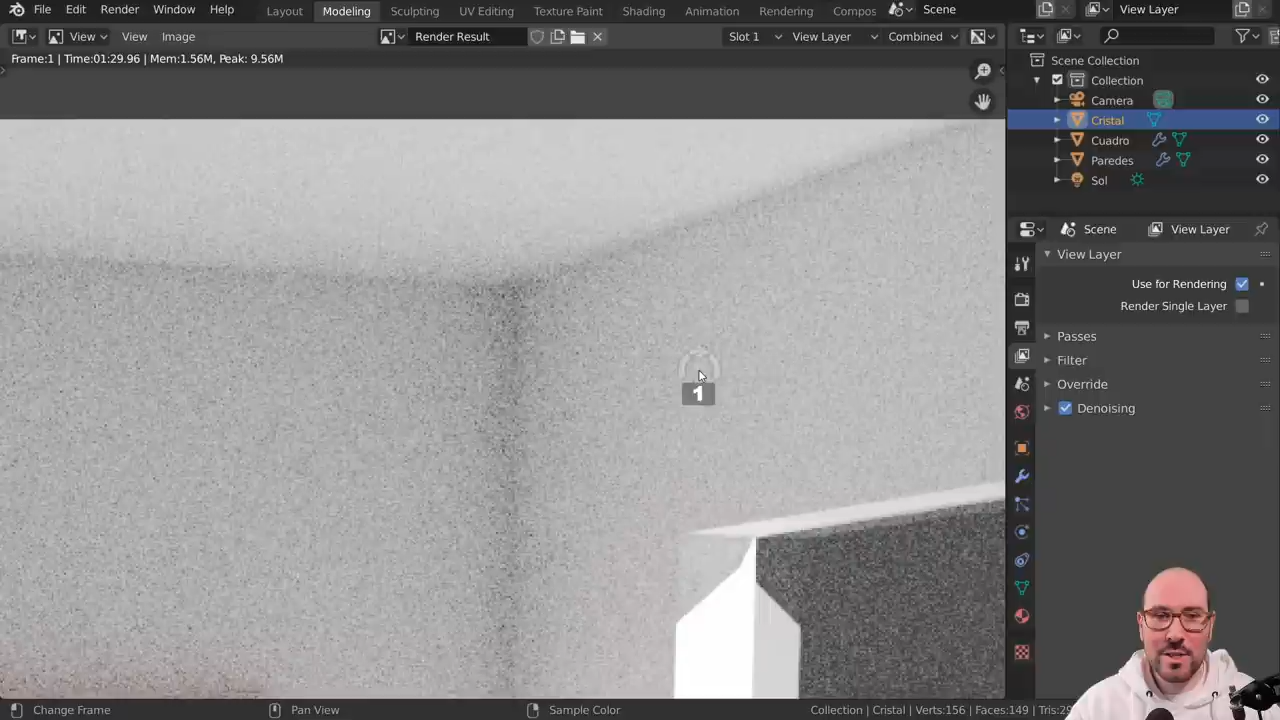 File Edit Render Window Help Layout Modeling Sculpting UV Editing Texture Paint Shading Animation Rendering Compos Scene View Layer
View View Image Render Result Slot 1 View Layer Combined
Frame:1 | Time:01:29.96 | Mem:1.56M, Peak: 9.56M
1
Scene Collection
Collection
Camera
Cristal
Cuadro
Paredes
Sol
Scene View Layer
View Layer
Use for Rendering
Render Single Layer
Passes
Filter
Override
Denoising
Change Frame Pan View Sample Color Collection | Cristal | Verts:156 | Faces:149 | Tris:29